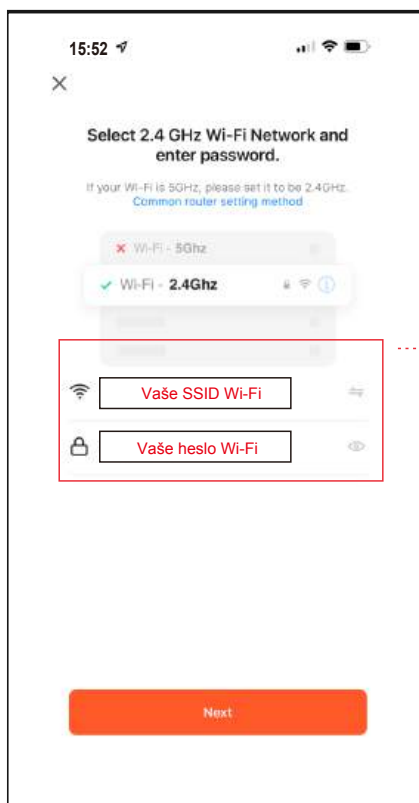 15:52
Select 2.4 GHz Wi-Fi Network and
enter password.
If your Wi-Fi is 5GHz, please set it to be 2.4GHz.
Common router setting method
Wi-Fi - 5Ghz
Wi-Fi - 2.4Ghz
Vaše SSID Wi-Fi
Vaše heslo Wi-Fi
Next